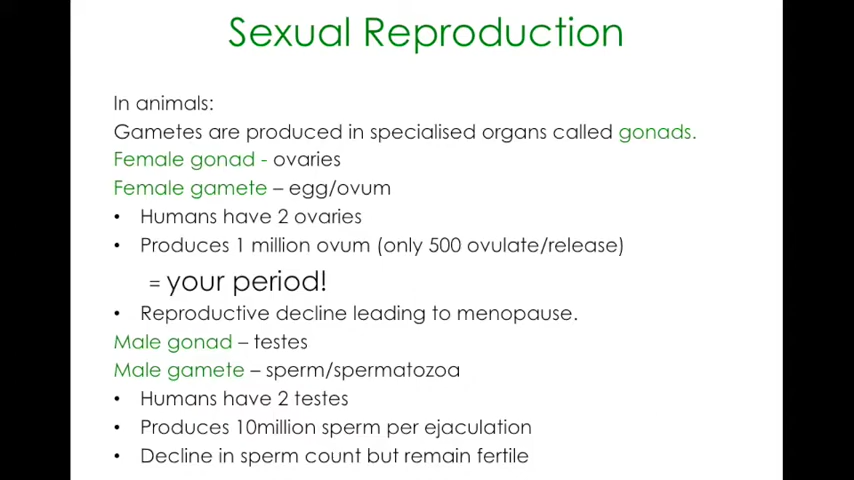 Sexual Reproduction
In animals:
Gametes are produced in specialised organs called gonads.
Female gonad - ovaries
Female gamete – egg/ovum
• Humans have 2 ovaries
• Produces 1 million ovum (only 500 ovulate/release)
= your period!
• Reproductive decline leading to menopause.
Male gonad – testes
Male gamete – sperm/spermatozoa
• Humans have 2 testes
• Produces 10million sperm per ejaculation
• Decline in sperm count but remain fertile